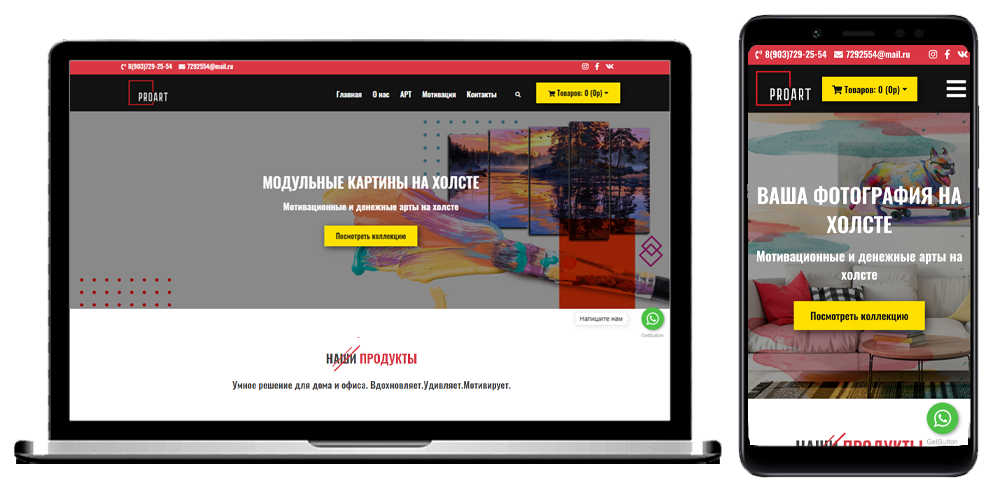 8(903)729-25-54 7292554@mail.ru
PROART Главная О нас АРТ Мотивация Контакты Товаров: 0 (0р)
МОДУЛЬНЫЕ КАРТИНЫ НА ХОЛСТЕ
Мотивационные и денежные арты на холсте
Посмотреть коллекцию
Напишите нам
GetButton
НАШИ ПРОДУКТЫ
Умное решение для дома и офиса. Вдохновляет.Удивляет.Мотивирует.
8(903)729-25-54 7292554@mail.ru
PROART Товаров: 0 (0р)
ВАША ФОТОГРАФИЯ НА
ХОЛСТЕ
Мотивационные и денежные арты на
холсте
Посмотреть коллекцию
GetButton
НАШИ ПРОДУКТЫ